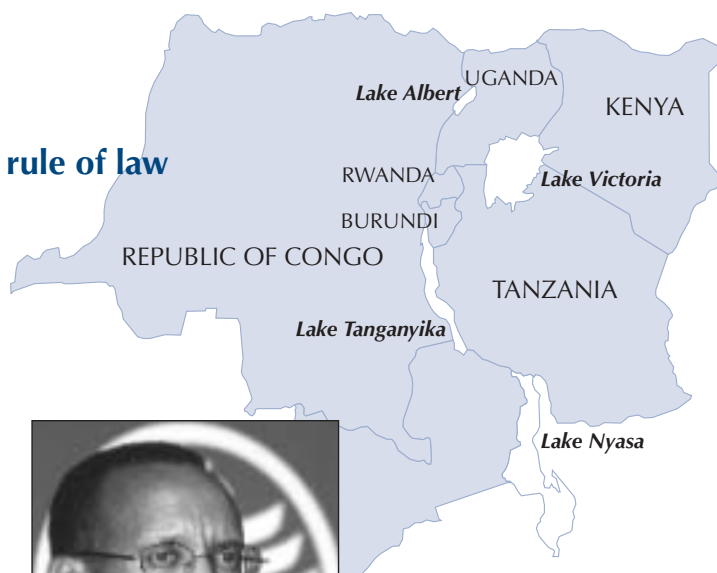 UGANDA
Lake Albert
KENYA
rule of law
RWANDA
Lake Victoria
BURUNDI
REPUBLIC OF CONGO
TANZANIA
Lake Tanganyika
Lake Nyasa